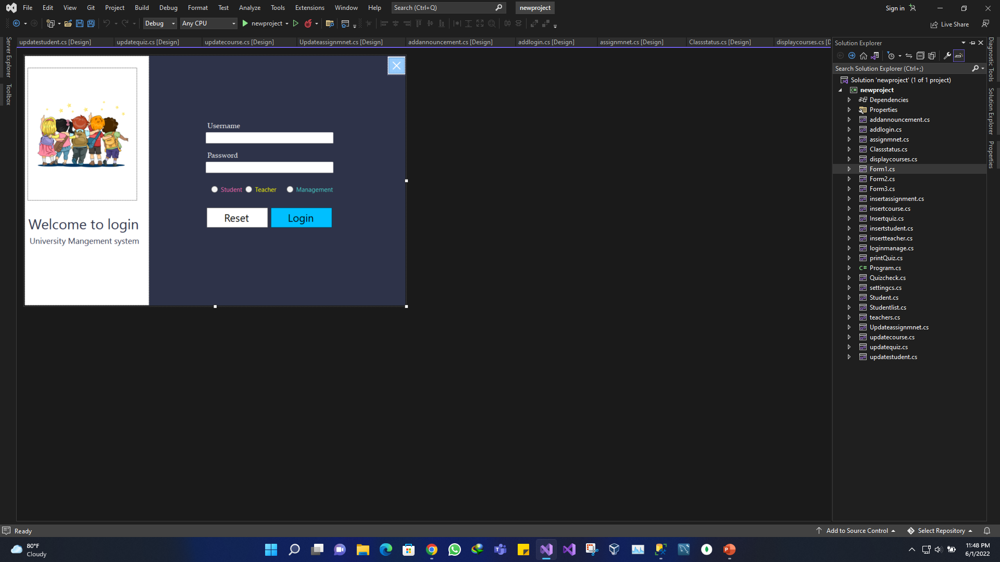 File Edit View Git Project Build Debug Format Test Analyze Tools Extensions Window Help Search (Ctrl+Q) newproject Sign in
Debug Any CPU newproject Live Share
updatestudent.cs [Design] updatequiz.cs [Design] updatecourse.cs [Design] Updateassignmnet.cs [Design] addannouncement.cs [Design] addlogin.cs [Design] assignmnet.cs [Design] Classstatus.cs [Design] displaycourses.cs [D
Server Explorer
Toolbox
Username
Password
Student Teacher Management
Reset Login
Welcome to login
University Mangement system
Solution Explorer
Search Solution Explorer (Ctrl+;)
Solution 'newproject' (1 of 1 project)
newproject
Dependencies
Properties
addannouncement.cs
addlogin.cs
assignmnet.cs
Classstatus.cs
displaycourses.cs
Form1.cs
Form2.cs
Form3.cs
insertassignment.cs
insertcourse.cs
Insertquiz.cs
insertstudent.cs
insertteacher.cs
loginmanage.cs
printQuiz.cs
C# Program.cs
Quizcheck.cs
settingcs.cs
Student.cs
Studentlist.cs
teachers.cs
Updateassignmnet.cs
updatecourse.cs
updatequiz.cs
updatestudent.cs
Diagnostic Tools
Solution Explorer
Properties
Ready Add to Source Control Select Repository
80°F
Cloudy
11:48 PM
6/1/2022